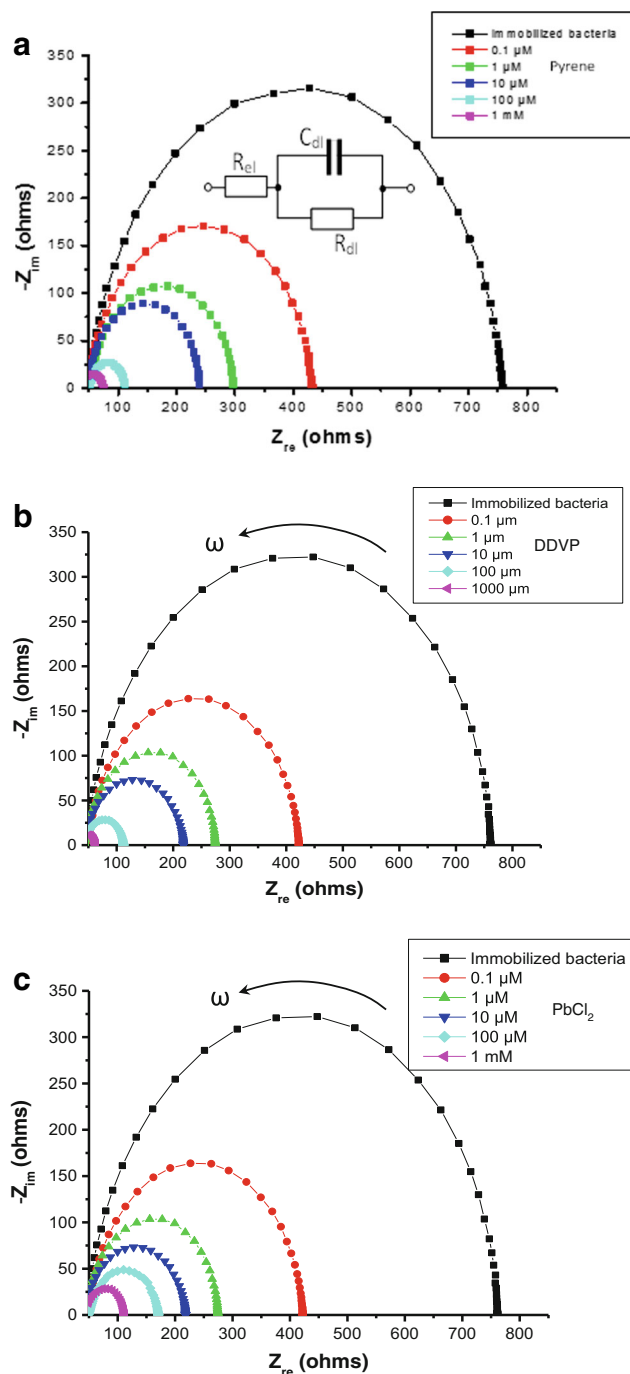 a
Immobilized bacteria
0.1 µM
1 µM
Pyrene
10 µM
100 µM
1 mM
350
300
250
200
150
100
50
0
-Z_im (ohms)
C_dl
R_el
R_dl
100 200 300 400 500 600 700 800
Z_re (ohms)
b
Immobilized bacteria
0.1 µm
1 µm
DDVP
10 µm
100 µm
1000 µm
ω
350
300
250
200
150
100
50
0
-Z_im (ohms)
100 200 300 400 500 600 700 800
Z_re (ohms)
c
Immobilized bacteria
0.1 µM
1 µM
PbCl₂
10 µM
100 µM
1 mM
ω
350
300
250
200
150
100
50
0
-Z_im (ohms)
100 200 300 400 500 600 700 800
Z_re (ohms)